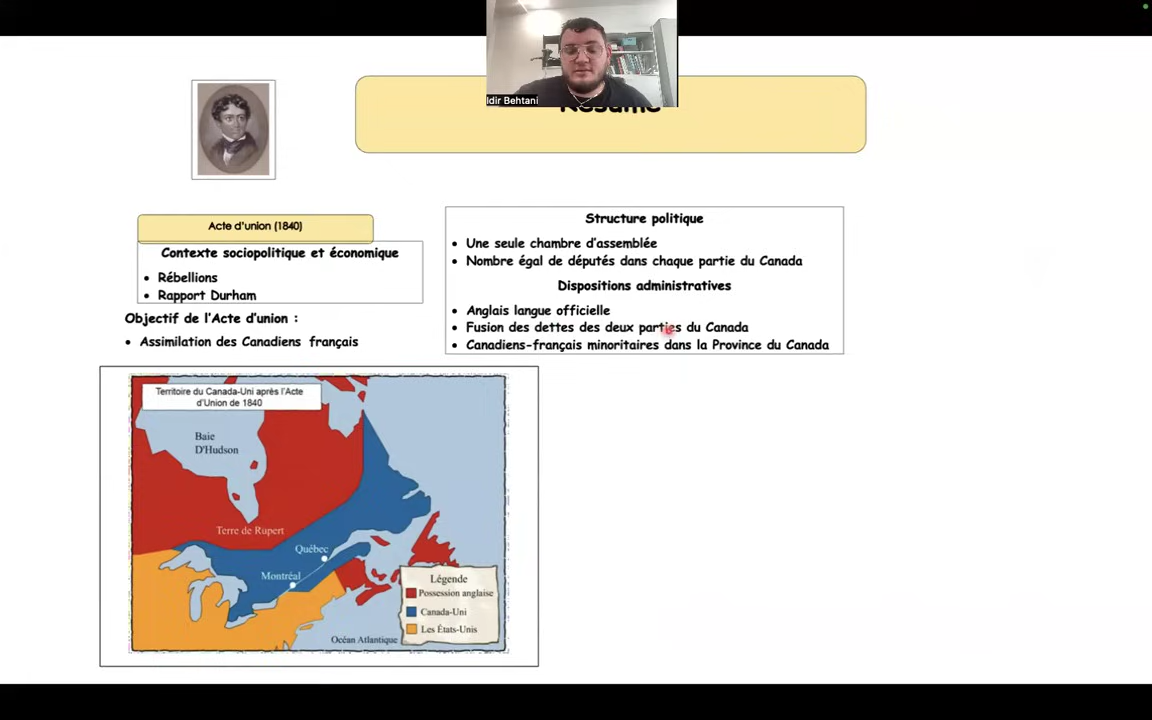 Idir Behtani
Résumé
Acte d'union (1840)
Contexte sociopolitique et économique
• Rébellions
• Rapport Durham
Objectif de l'Acte d'union :
• Assimilation des Canadiens français
Structure politique
• Une seule chambre d'assemblée
• Nombre égal de députés dans chaque partie du Canada
Dispositions administratives
• Anglais langue officielle
• Fusion des dettes des deux parties du Canada
• Canadiens-français minoritaires dans la Province du Canada
Territoire du Canada-Uni après l'Acte
d'Union de 1840
Baie
D'Hudson
Terre de Rupert
Québec
Montréal
Océan Atlantique
Légende
Possession anglaise
Canada-Uni
Les États-Unis